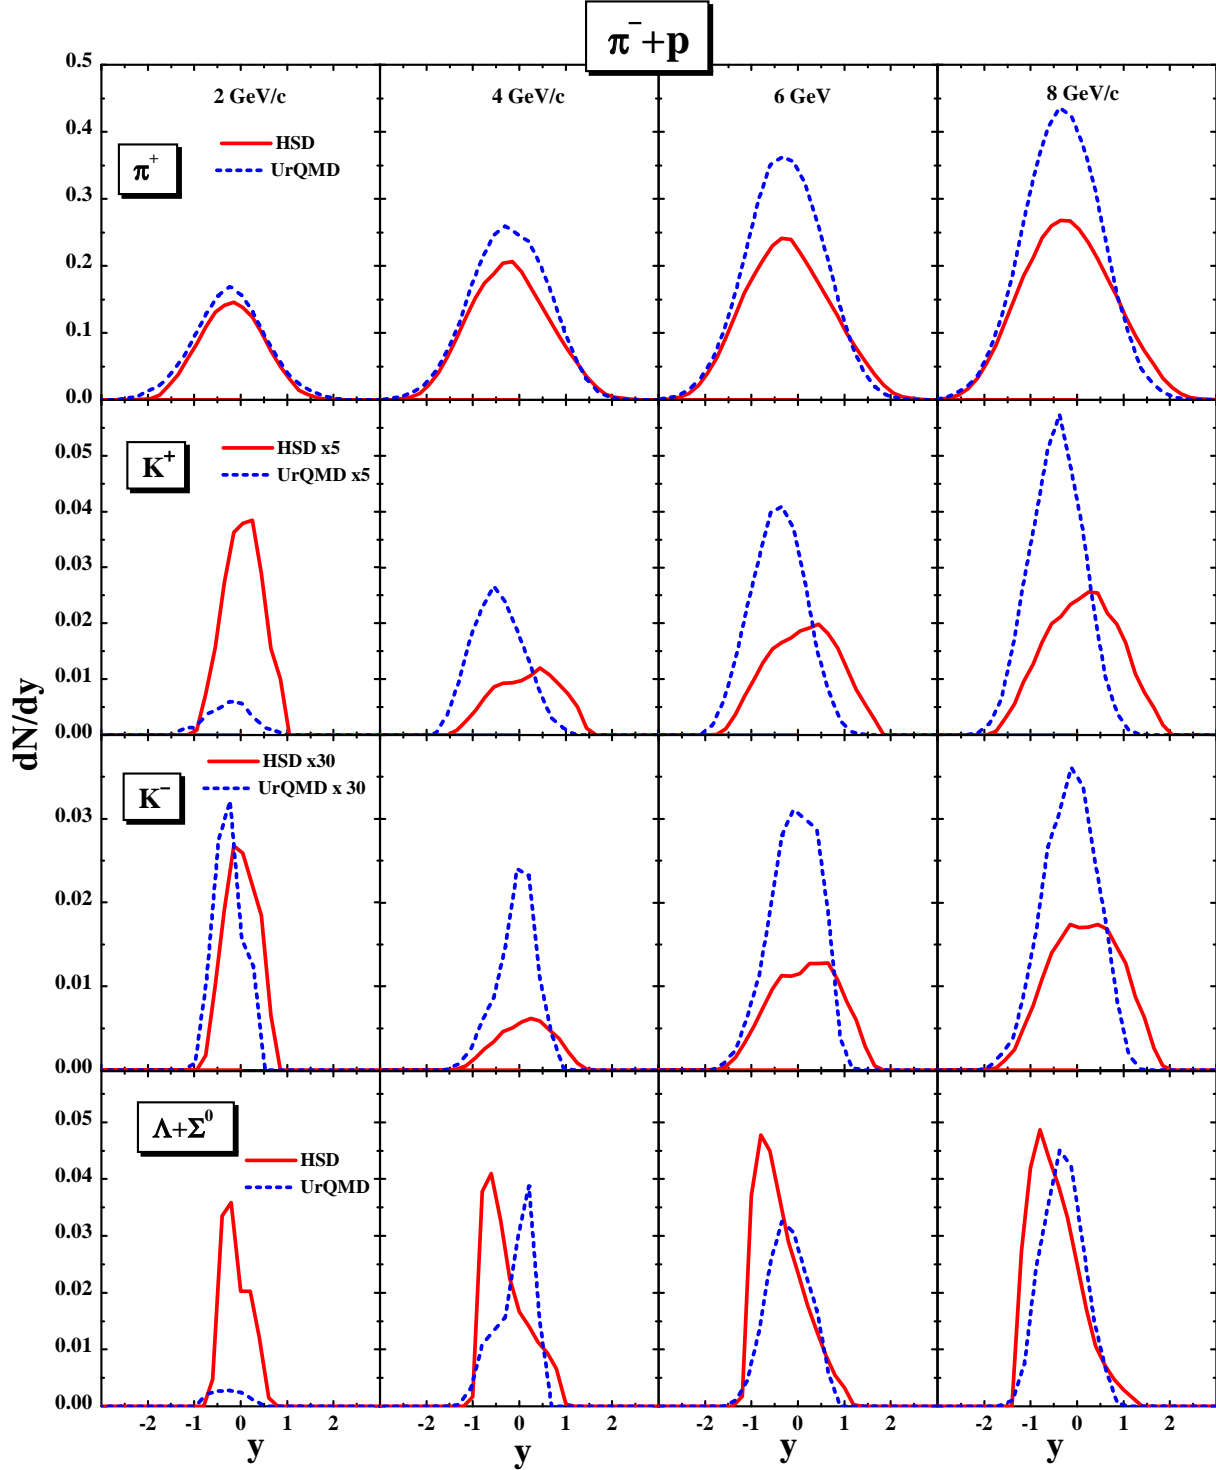 π⁻+p
2 GeV/c 4 GeV/c 6 GeV 8 GeV/c
0.5
0.4
0.3
0.2
0.1
0.0
π⁺
HSD
UrQMD
0.05
0.04
0.03
0.02
0.01
0.00
K⁺
HSD x5
UrQMD x5
dN/dy
0.03
0.02
0.01
0.00
K⁻
HSD x30
UrQMD x 30
0.05
0.04
0.03
0.02
0.01
0.00
Λ+Σ⁰
HSD
UrQMD
-2 -1 0 1 2 -2 -1 0 1 2 -2 -1 0 1 2 -2 -1 0 1 2
y y y y